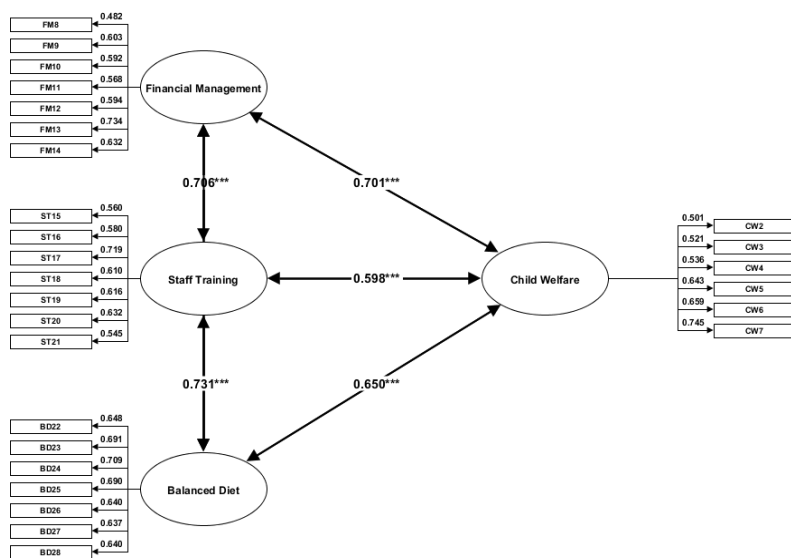 FM8 0.482
FM9 0.603
FM10 0.592
FM11 0.568
FM12 0.594
FM13 0.734
FM14 0.632
Financial Management
0.706***
0.701***
ST15 0.560
ST16 0.580
ST17 0.719
ST18 0.610
ST19 0.616
ST20 0.632
ST21 0.545
Staff Training
0.598***
Child Welfare
0.501 CW2
0.521 CW3
0.536 CW4
0.643 CW5
0.659 CW6
0.745 CW7
0.731***
0.650***
BD22 0.648
BD23 0.691
BD24 0.709
BD25 0.690
BD26 0.640
BD27 0.637
BD28 0.640
Balanced Diet